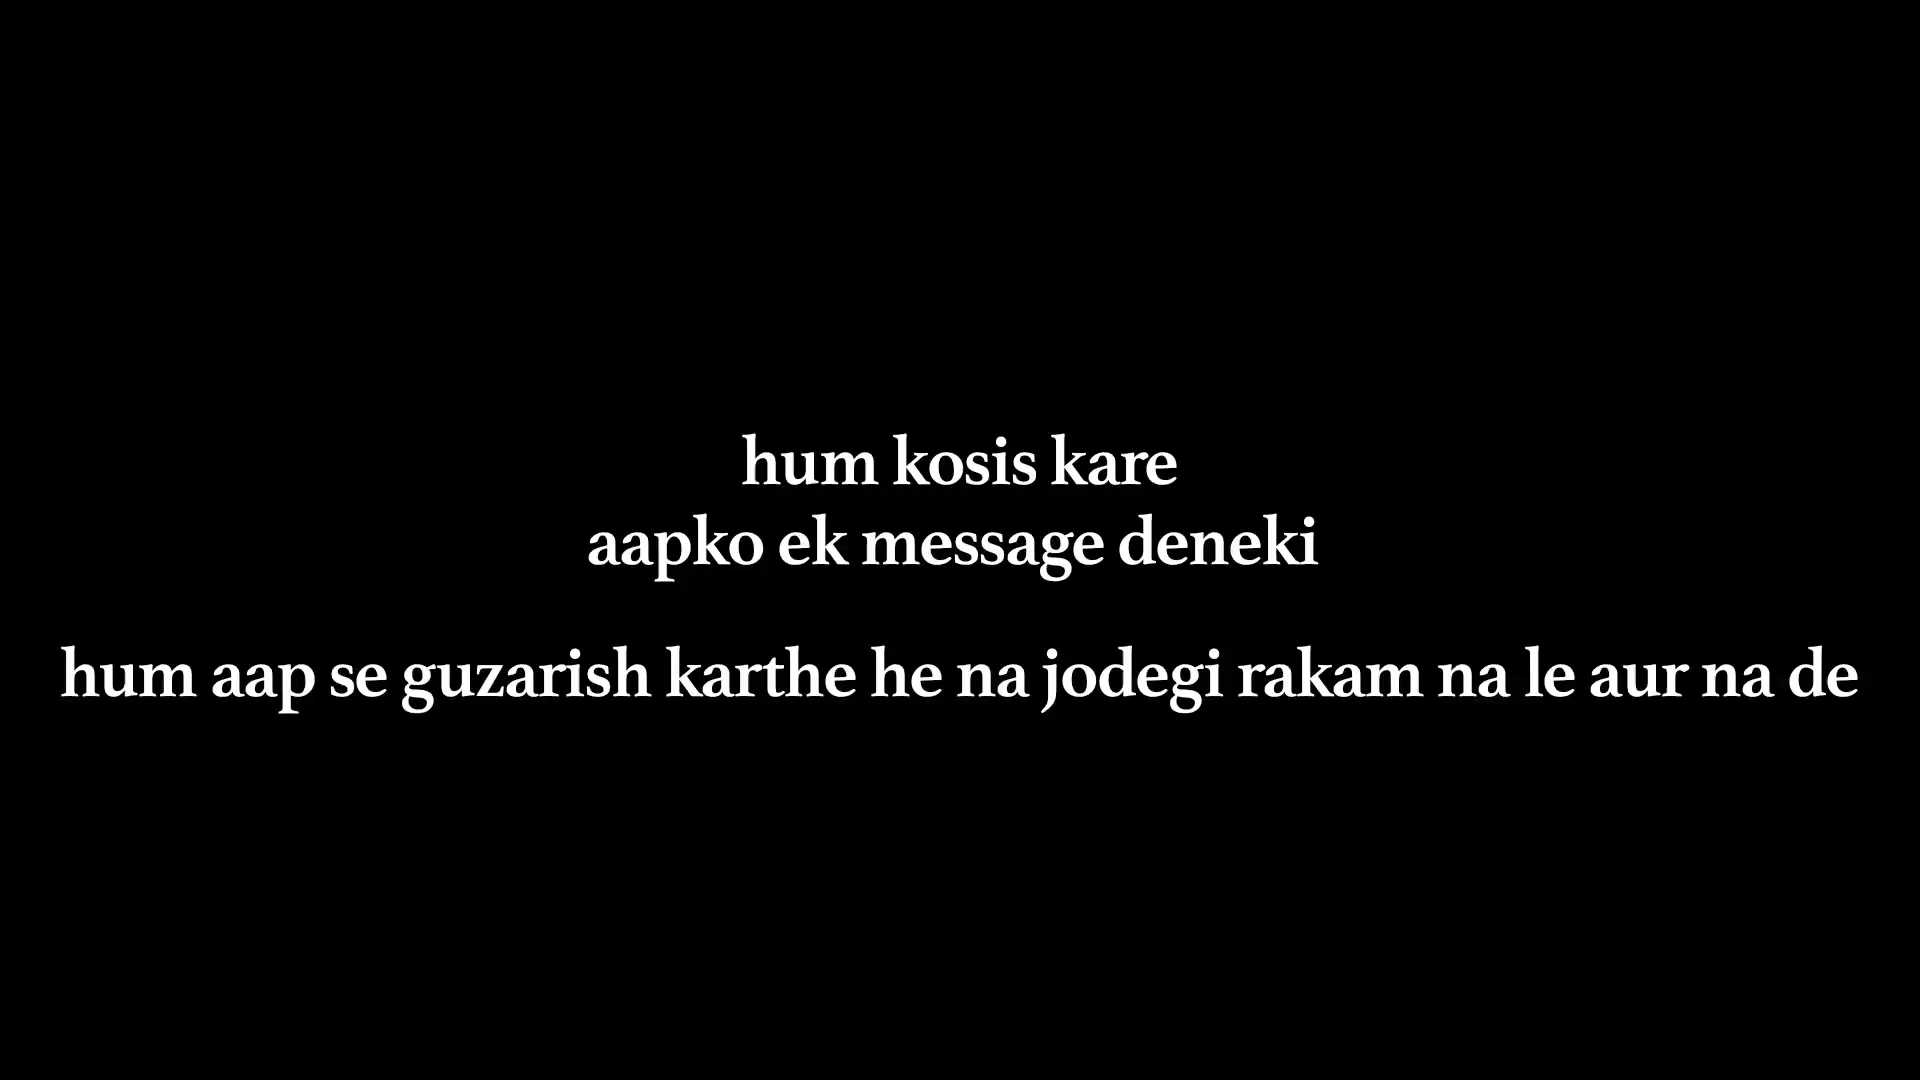 hum kosis kare
aapko ek message deneki
hum aap se guzarish karthe he na jodegi rakam na le aur na de